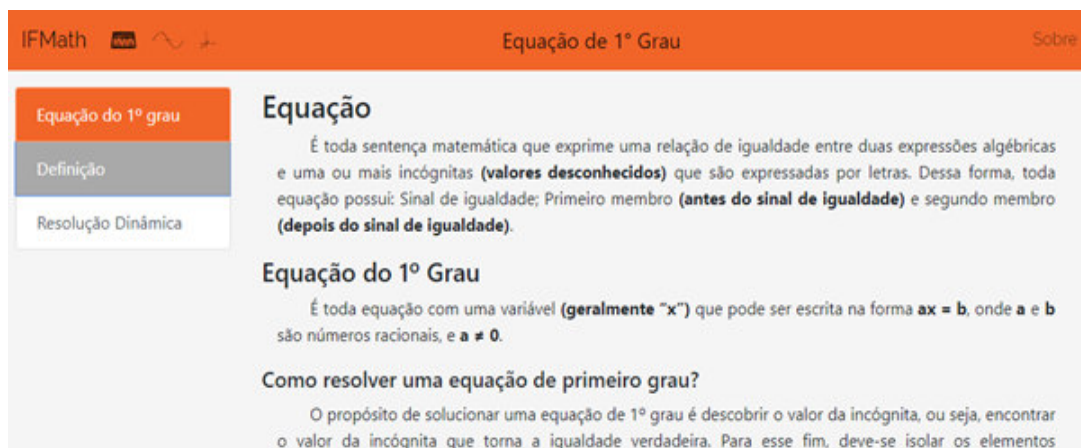 IFMath
Equação de 1° Grau
Sobre
Equação do 1º grau
Definição
Resolução Dinâmica
Equação
É toda sentença matemática que exprime uma relação de igualdade entre duas expressões algébricas
e uma ou mais incógnitas (valores desconhecidos) que são expressadas por letras. Dessa forma, toda
equação possui: Sinal de igualdade; Primeiro membro (antes do sinal de igualdade) e segundo membro
(depois do sinal de igualdade).
Equação do 1º Grau
É toda equação com uma variável (geralmente "x") que pode ser escrita na forma ax = b, onde a e b
são números racionais, e a ≠ 0.
Como resolver uma equação de primeiro grau?
O propósito de solucionar uma equação de 1º grau é descobrir o valor da incógnita, ou seja, encontrar
o valor da incógnita que torna a igualdade verdadeira. Para esse fim, deve-se isolar os elementos